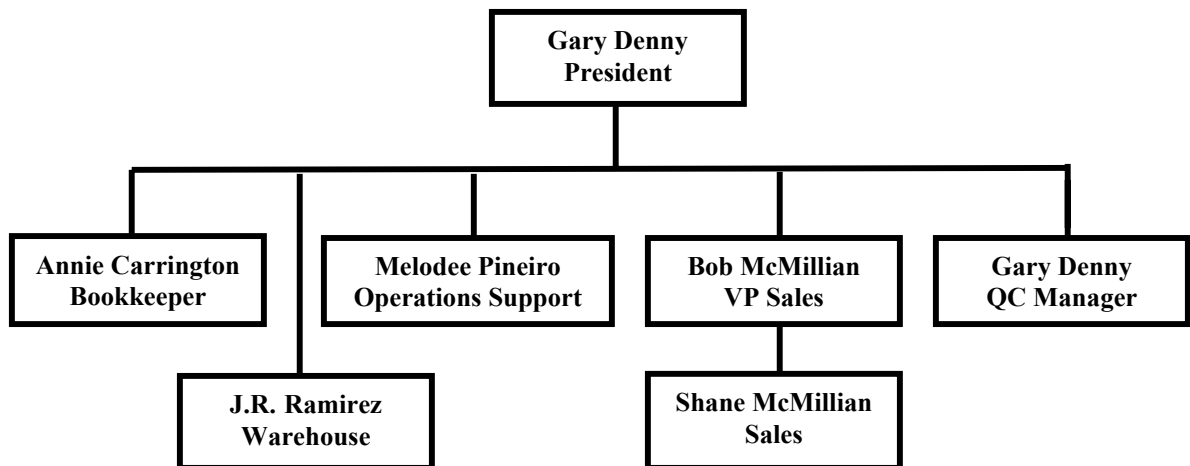 Gary Denny
President
Annie Carrington
Bookkeeper
Melodee Pineiro
Operations Support
Bob McMillian
VP Sales
Gary Denny
QC Manager
J.R. Ramirez
Warehouse
Shane McMillian
Sales